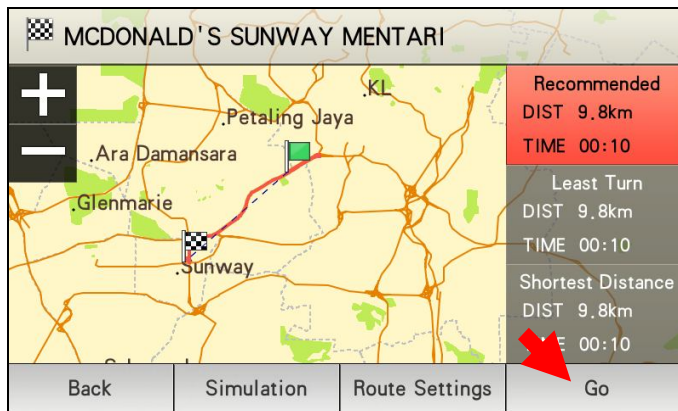 MCDONALD'S SUNWAY MENTARI
.KL
.Petaling Jaya
.Ara Damansara
.Glenmarie
.Sunway
Recommended
DIST 9.8km
TIME 00:10
Least Turn
DIST 9.8km
TIME 00:10
Shortest Distance
DIST 9.8km
00:10
Back
Simulation
Route Settings
Go